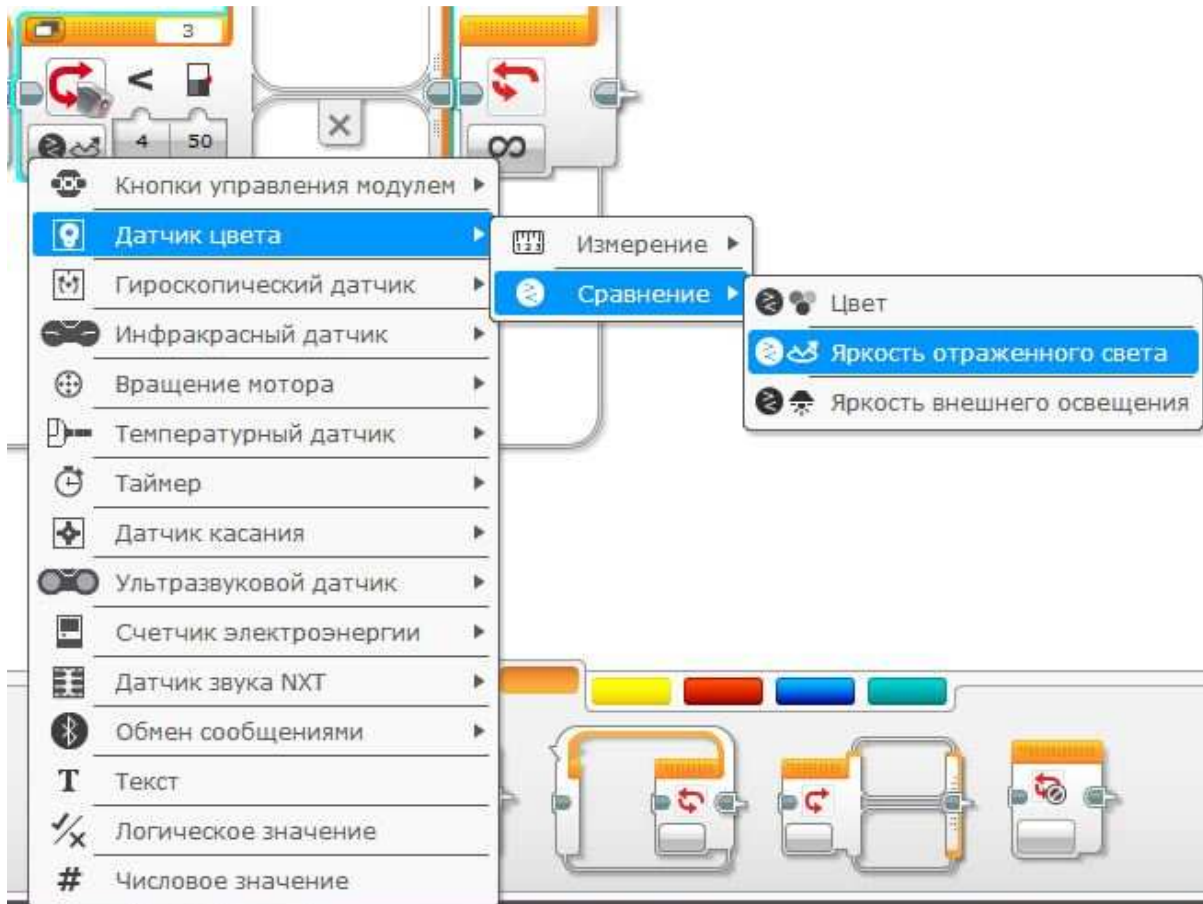 3
<
4 50
∞
Кнопки управления модулем
Датчик цвета
Измерение
Гироскопический датчик
Сравнение
Цвет
Инфракрасный датчик
Яркость отраженного света
Вращение мотора
Яркость внешнего освещения
Температурный датчик
Таймер
Датчик касания
Ультразвуковой датчик
Счетчик электроэнергии
Датчик звука NXT
Обмен сообщениями
T Текст
Логическое значение
# Числовое значение